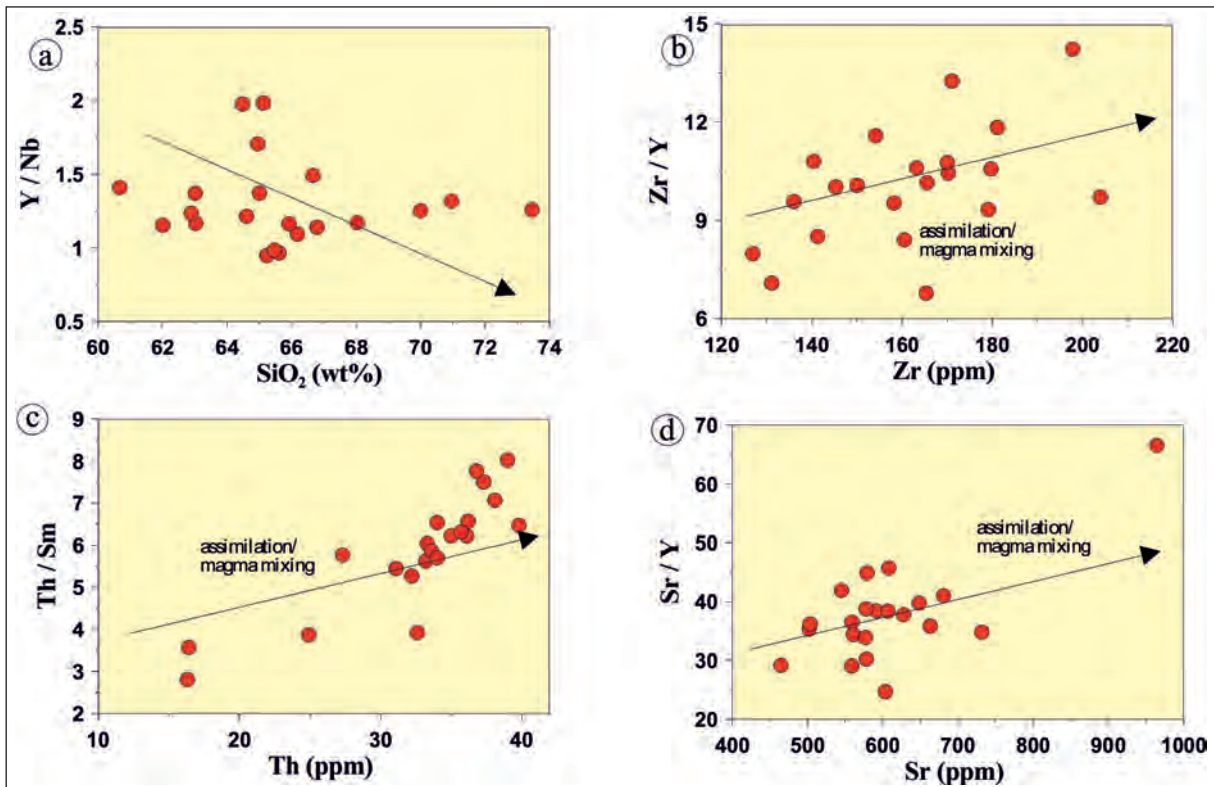 a
2.5
2
1.5
1
0.5
Y / Nb
60 62 64 66 68 70 72 74
SiO₂ (wt%)
b
15
12
9
6
Zr / Y
assimilation/
magma mixing
120 140 160 180 200 220
Zr (ppm)
c
9
8
7
6
5
4
3
2
Th / Sm
assimilation/
magma mixing
10 20 30 40
Th (ppm)
d
70
60
50
40
30
20
Sr / Y
assimilation/
magma mixing
400 500 600 700 800 900 1000
Sr (ppm)